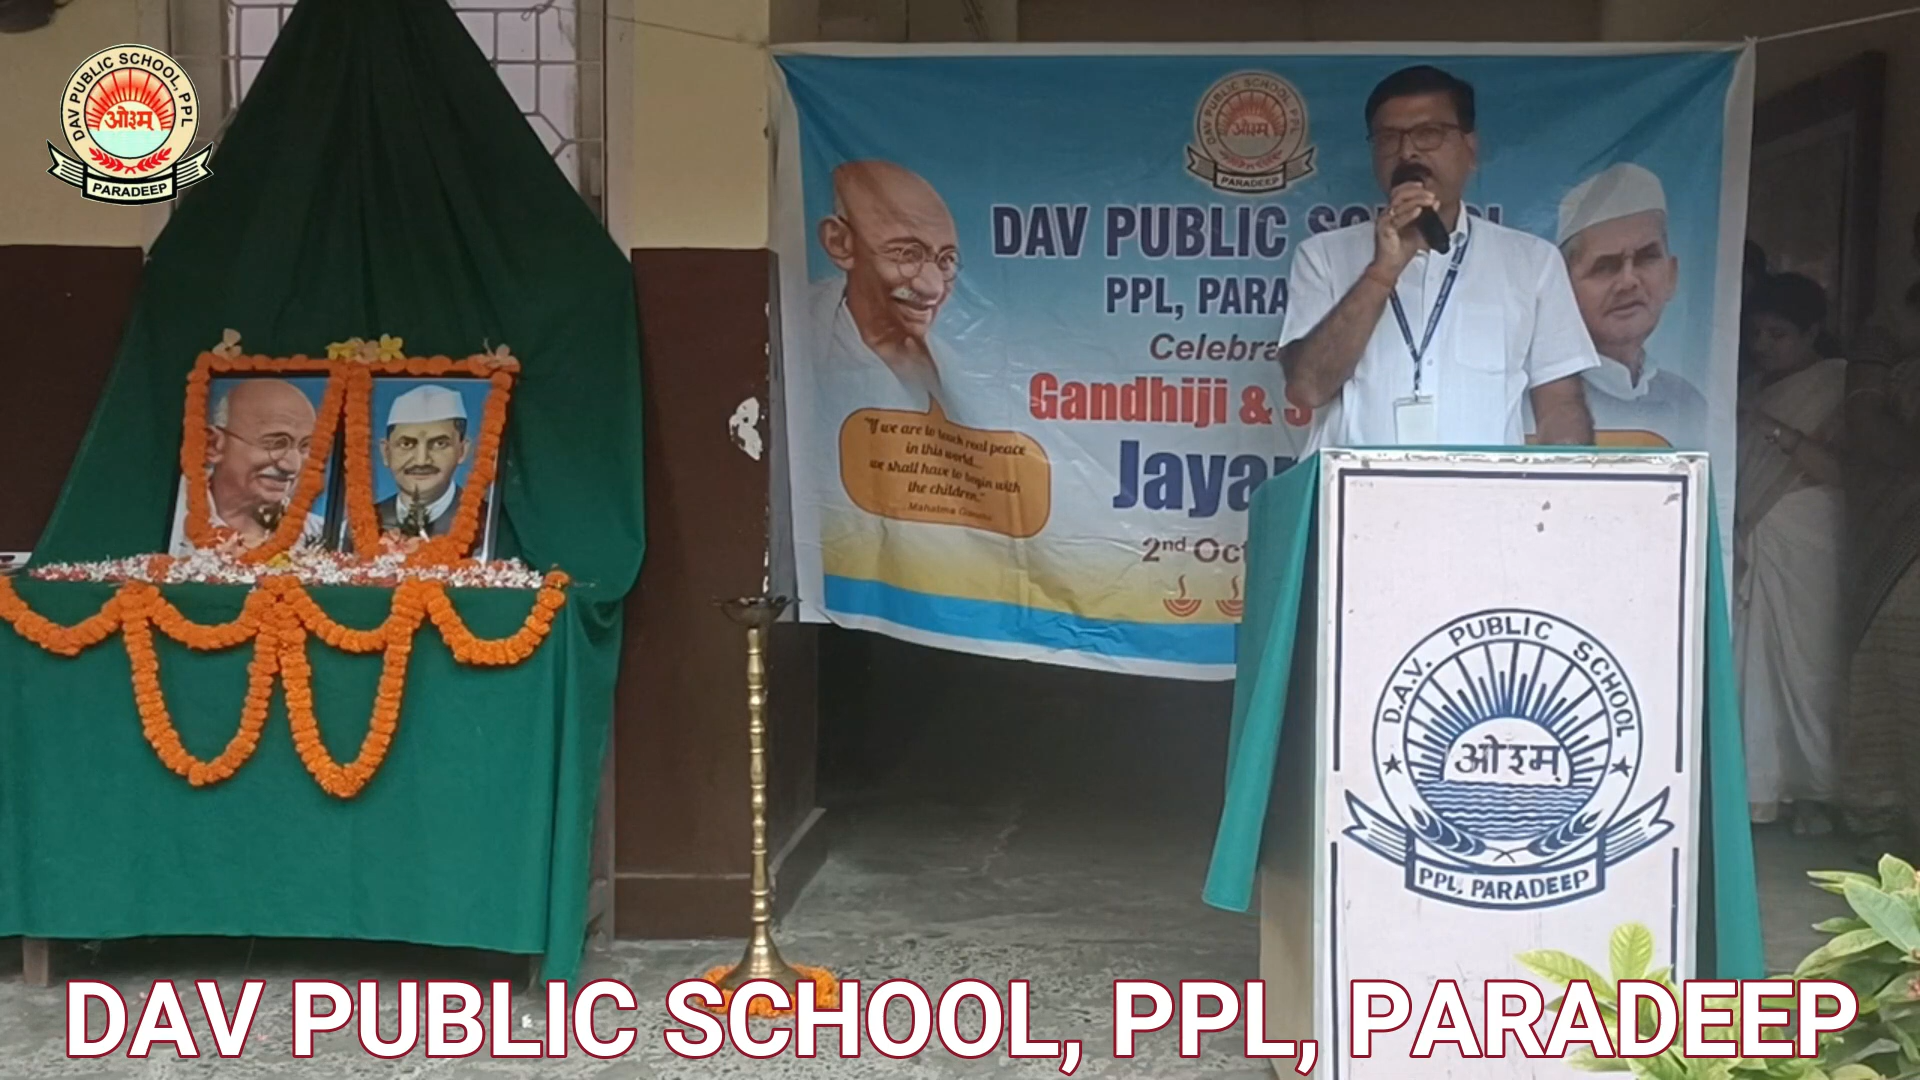 DAV PUBLIC SCHOOL, PPL
ओ३म्
PARADEEP
DAV PUBLIC SCHOOL, PPL
ओ३म्
PARADEEP
DAV PUBLIC
PPL, PARA
Celebra
Gandhiji &
Jaya
2nd Oct
"If we are to teach real peace
in this world...
we shall have to begin with
the children."
Mahatma Gandhi
D.A.V. PUBLIC SCHOOL
ओ३म्
PPL, PARADEEP
DAV PUBLIC SCHOOL, PPL, PARADEEP